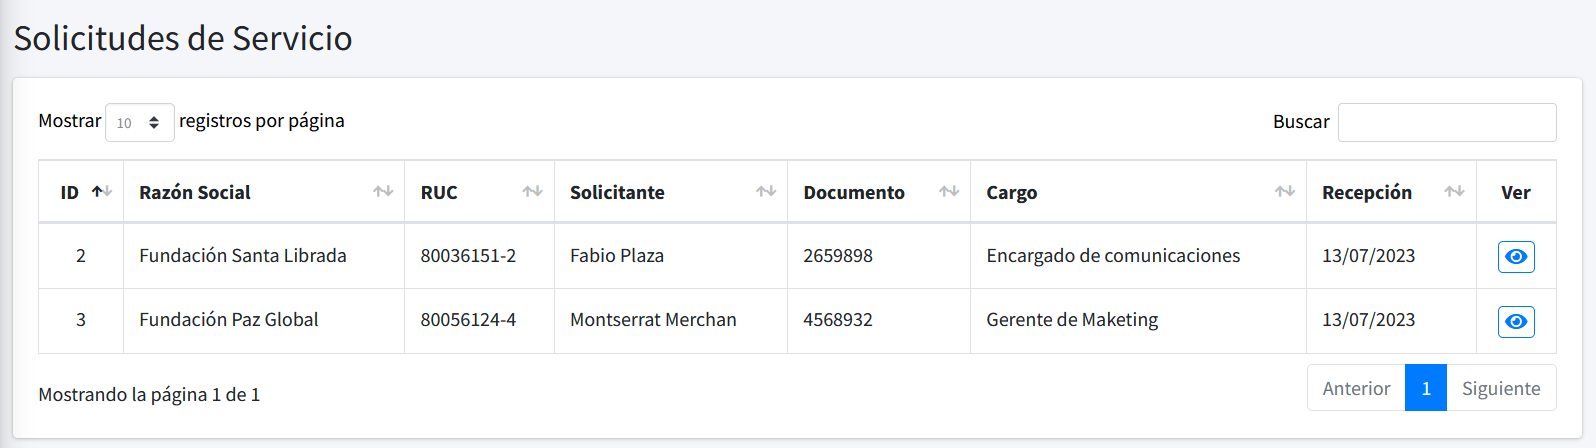 Solicitudes de Servicio
Mostrar 10 registros por página Buscar
ID Razón Social RUC Solicitante Documento Cargo Recepción Ver
2 Fundación Santa Librada 80036151-2 Fabio Plaza 2659898 Encargado de comunicaciones 13/07/2023
3 Fundación Paz Global 80056124-4 Montserrat Merchan 4568932 Gerente de Maketing 13/07/2023
Mostrando la página 1 de 1 Anterior 1 Siguiente